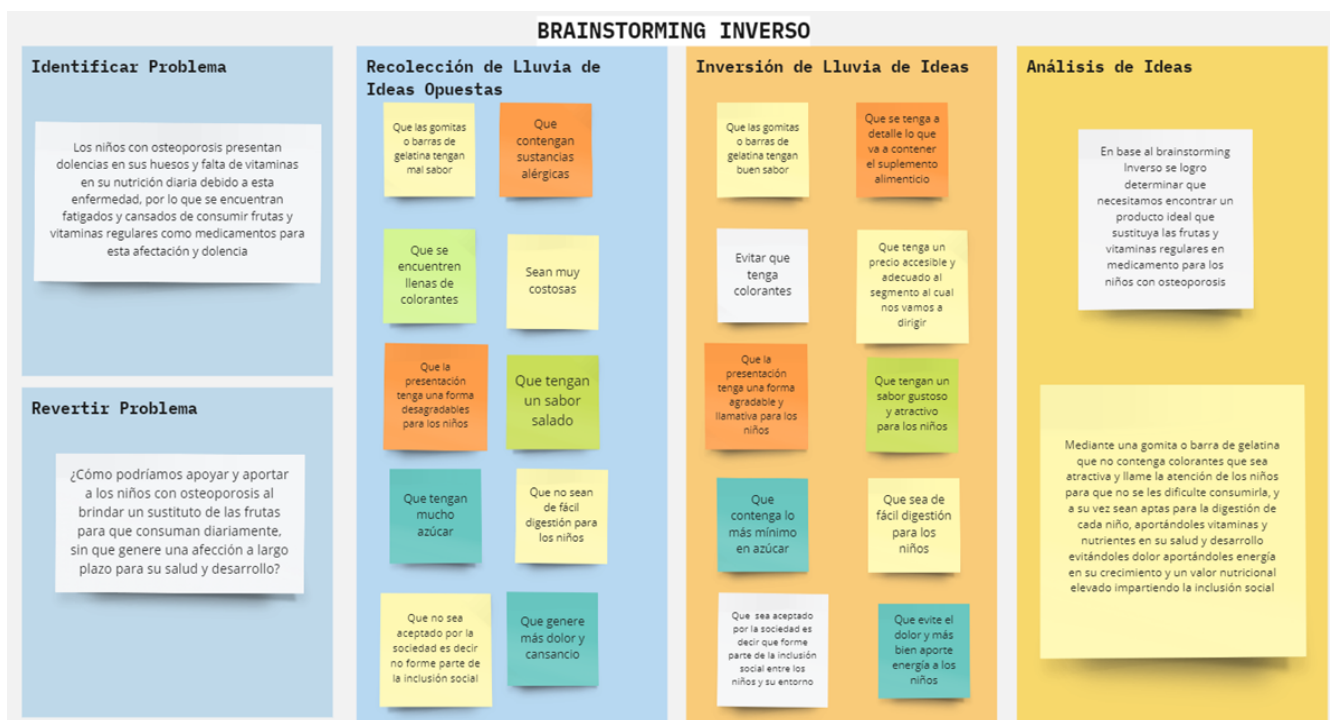 BRAINSTORMING INVERSO
Identificar Problema
Los niños con osteoporosis presentan
dolencias en sus huesos y falta de vitaminas
en su nutrición diaria debido a esta
enfermedad, por lo que se encuentran
fatigados y cansados de consumir frutas y
vitaminas regulares como medicamentos para
esta afectación y dolencia
Revertir Problema
¿Cómo podríamos apoyar y aportar
a los niños con osteoporosis al
brindar un sustituto de las frutas
para que consuman diariamente,
sin que genere una afección a largo
plazo para su salud y desarrollo?
Recolección de Lluvia de
Ideas Opuestas
Que las gomitas
o barras de
gelatina tengan
mal sabor
Que
contengan
sustancias
alérgicas
Que se
encuentren
llenas de
colorantes
Sean muy
costosas
Que la
presentación
tenga una forma
desagradables
para los niños
Que tengan
un sabor
salado
Que tengan
mucho
azúcar
Que no sean
de fácil
digestión para
los niños
Que no sea
aceptado por la
sociedad es decir
no forme parte de
la inclusión social
Que genere
más dolor y
cansancio
Inversión de Lluvia de Ideas
Que las gomitas
o barras de
gelatina tengan
buen sabor
Que se tenga a
detalle lo que
va a contener
el suplemento
alimenticio
Evitar que
tenga
colorantes
Que tenga un
precio accesible y
adecuado al
segmento al cual
nos vamos a
dirigir
Que la
presentación
tenga una forma
agradable y
llamativa para los
niños
Que tengan un
sabor gustoso
y atractivo
para los niños
Que
contenga lo
más mínimo
en azúcar
Que sea de
fácil digestión
para los
niños
Que sea aceptado
por la sociedad es
decir que forme
parte de la inclusión
social entre los
niños y su entorno
Que evite el
dolor y más
bien aporte
energía a los
niños
Análisis de Ideas
En base al brainstorming
Inverso se logro
determinar que
necesitamos encontrar un
producto ideal que
sustituya las frutas y
vitaminas regulares en
medicamento para los
niños con osteoporosis
Mediante una gomita o barra de gelatina
que no contenga colorantes que sea
atractiva y llame la atención de los niños
para que no se les dificulte consumirla, y
a su vez sean aptas para la digestión de
cada niño, aportándoles vitaminas y
nutrientes en su salud y desarrollo
evitándoles dolor aportándoles energía
en su crecimiento y un valor nutricional
elevado impartiendo la inclusión social